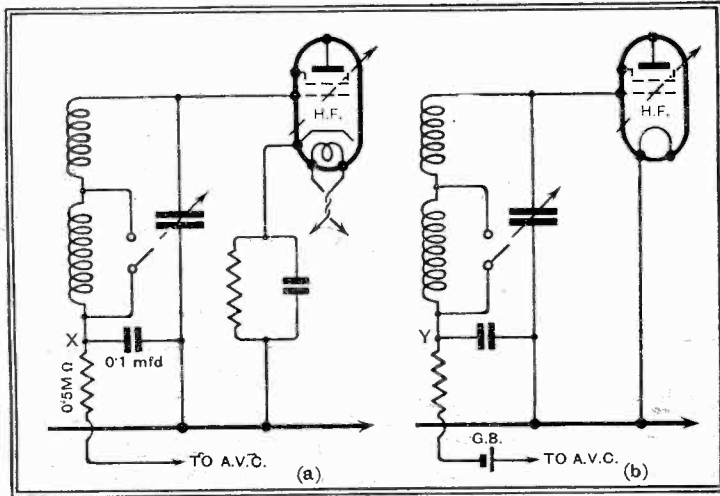 H.F.
X
0·1 mfd
0·5MΩ
TO A.V.C.
(a)
H.F.
Y
G.B.
TO A.V.C.
(b)